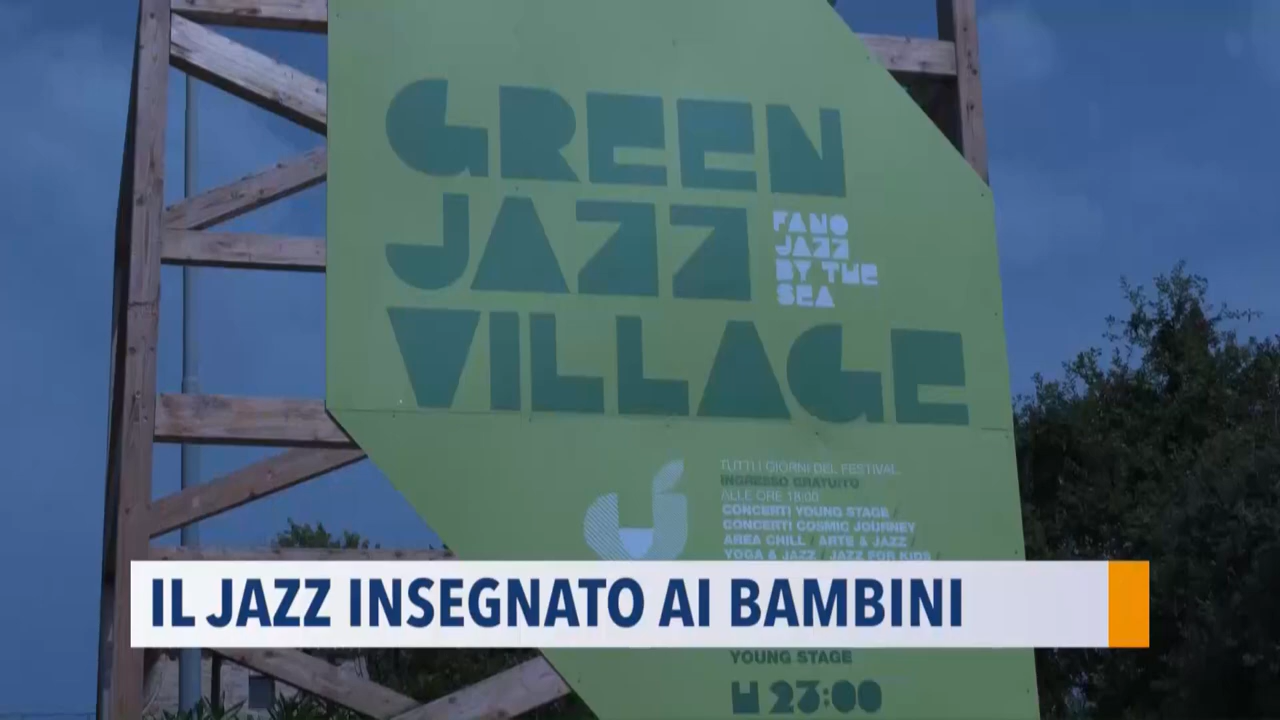 GREEN
JAZZ
VILLAGE
FANO
JAZZ
BY THE
SEA
TUTTI I GIORNI DEL FESTIVAL
INGRESSO GRATUITO
ALLE ORE 18:00
CONCERTI YOUNG STAGE /
CONCERTI COSMIC JOURNEY
AREA CHILL / ARTE & JAZZ /
YOGA & JAZZ / JAZZ FOR KIDS /
IL JAZZ INSEGNATO AI BAMBINI
YOUNG STAGE
H 23:00